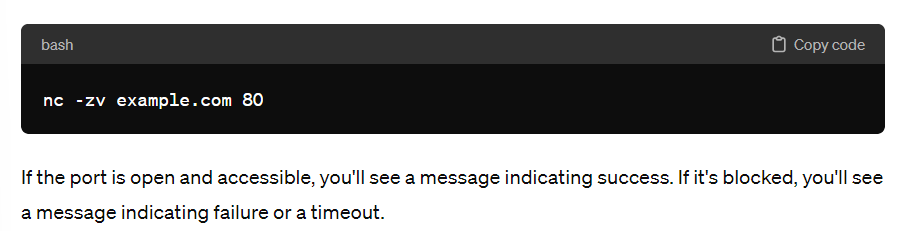 bash
Copy code
nc -zv example.com 80
If the port is open and accessible, you'll see a message indicating success. If it's blocked, you'll see
a message indicating failure or a timeout.